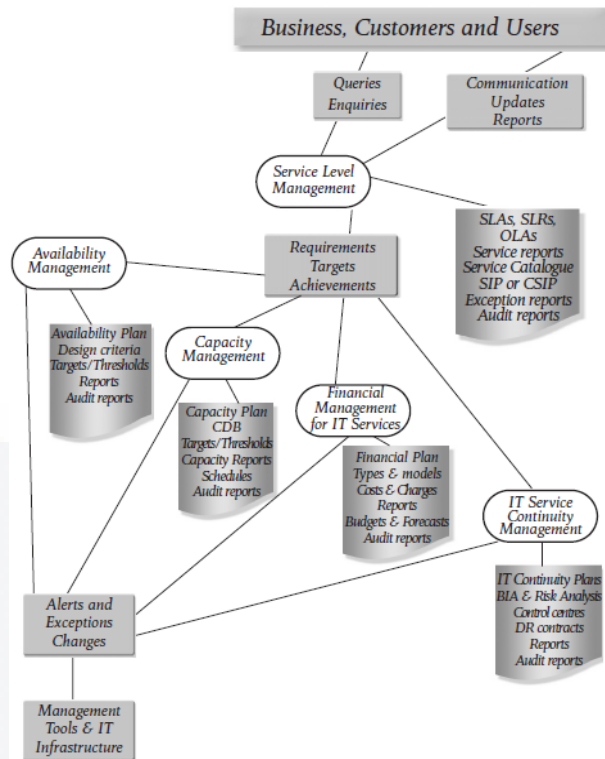 Business, Customers and Users
Queries
Enquiries
Communication
Updates
Reports
Service Level
Management
SLAs, SLRs,
OLAs
Service reports
Service Catalogue
SIP or CSIP
Exception reports
Audit reports
Availability
Management
Requirements
Targets
Achievements
Availability Plan
Design criteria
Targets/Thresholds
Reports
Audit reports
Capacity
Management
Capacity Plan
CDB
Targets/Thresholds
Capacity Reports
Schedules
Audit reports
Financial
Management
for IT Services
Financial Plan
Types & models
Costs & Charges
Reports
Budgets & Forecasts
Audit reports
IT Service
Continuity
Management
IT Continuity Plans
BIA & Risk Analysis
Control centres
DR contracts
Reports
Audit reports
Alerts and
Exceptions
Changes
Management
Tools & IT
Infrastructure